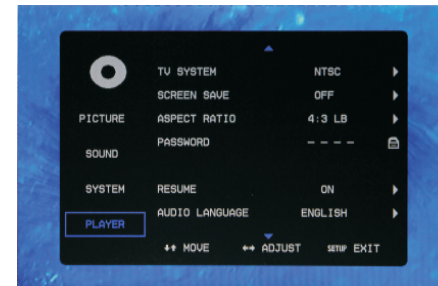 TV SYSTEM NTSC
SCREEN SAVE OFF
PICTURE ASPECT RATIO 4:3 LB
PASSWORD – – – –
SOUND
SYSTEM RESUME ON
AUDIO LANGUAGE ENGLISH
PLAYER
MOVE ADJUST SETUP EXIT